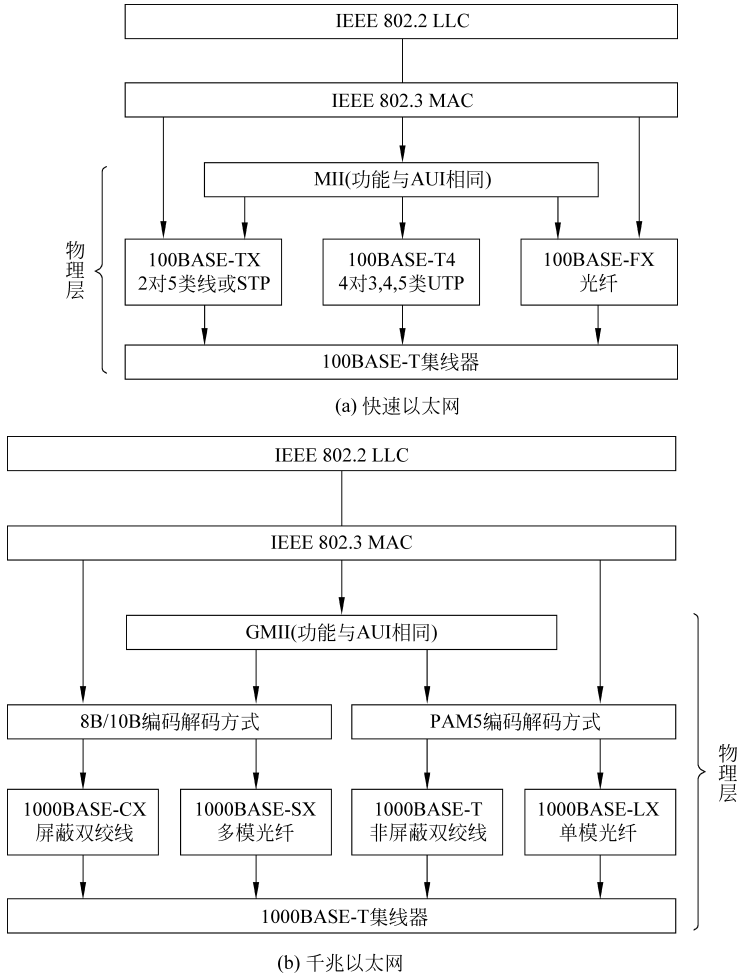 IEEE 802.2 LLC
IEEE 802.3 MAC
MII(功能与AUI相同)
物理层
100BASE-TX
2对5类线或STP
100BASE-T4
4对3,4,5类UTP
100BASE-FX
光纤
100BASE-T集线器
(a) 快速以太网
IEEE 802.2 LLC
IEEE 802.3 MAC
GMII(功能与AUI相同)
8B/10B编码解码方式
PAM5编码解码方式
物理层
1000BASE-CX
屏蔽双绞线
1000BASE-SX
多模光纤
1000BASE-T
非屏蔽双绞线
1000BASE-LX
单模光纤
1000BASE-T集线器
(b) 千兆以太网